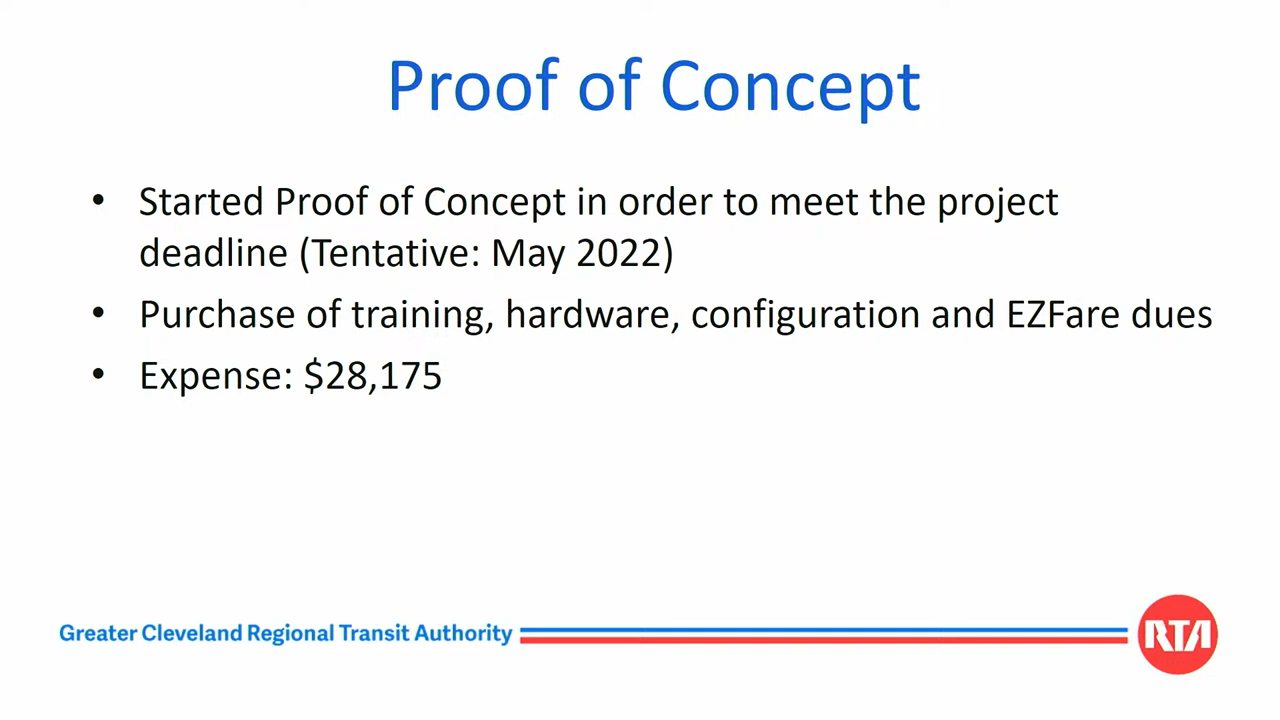 Proof of Concept
• Started Proof of Concept in order to meet the project
deadline (Tentative: May 2022)
• Purchase of training, hardware, configuration and EZFare dues
• Expense: $28,175
Greater Cleveland Regional Transit Authority
RTA